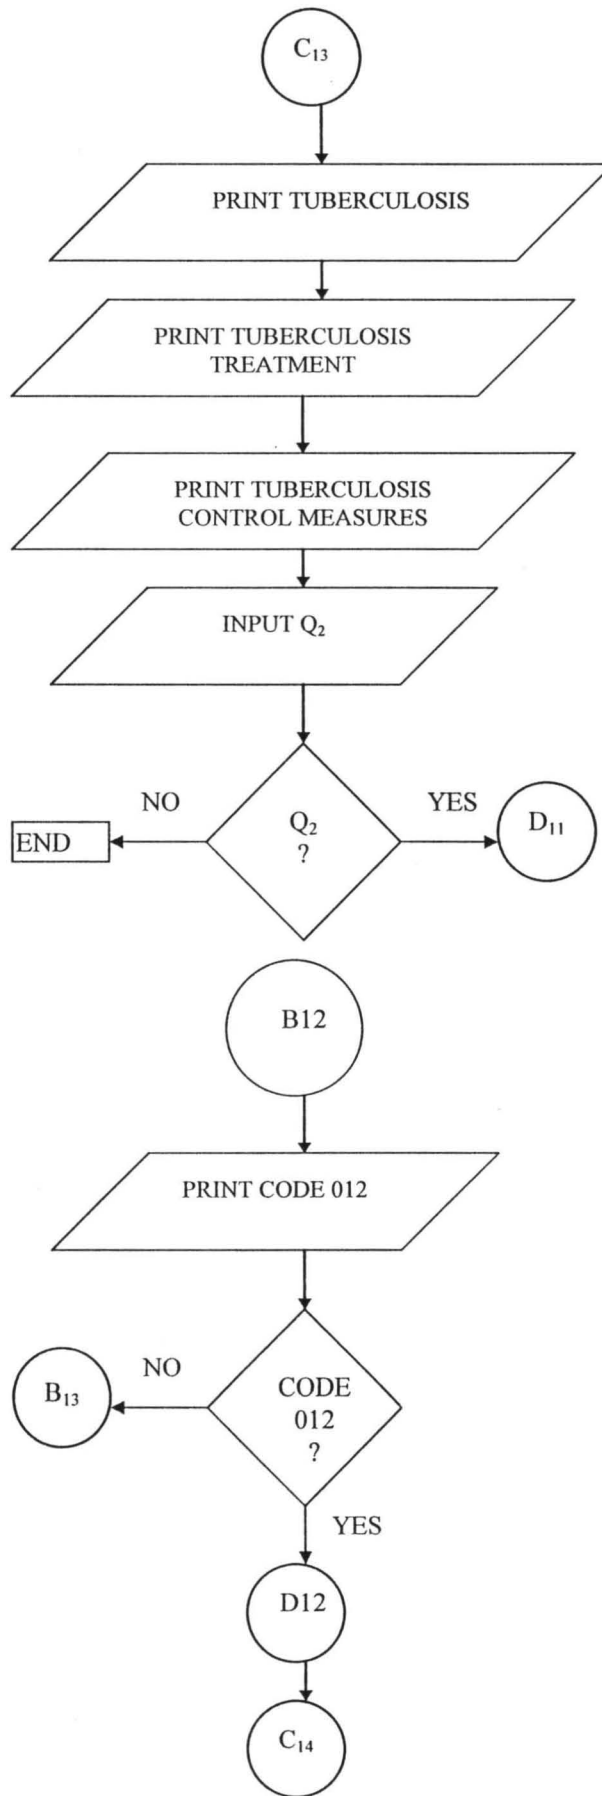 C₁₃
PRINT TUBERCULOSIS
PRINT TUBERCULOSIS
TREATMENT
PRINT TUBERCULOSIS
CONTROL MEASURES
INPUT Q₂
NO
YES
END
Q₂
?
D₁₁
B12
PRINT CODE 012
NO
B₁₃
CODE
012
?
YES
D12
C₁₄